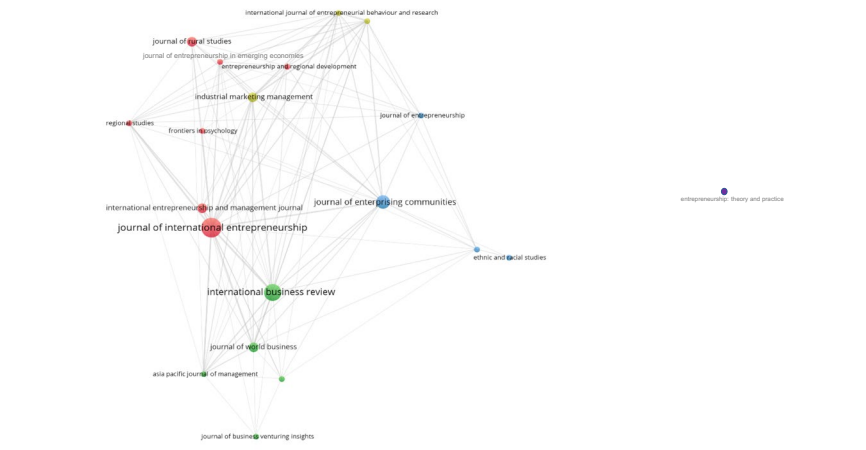 international journal of entrepreneurial behaviour and research
journal of rural studies
journal of entrepreneurship in emerging economies
entrepreneurship and regional development
industrial marketing management
journal of entrepreneurship
regional studies
frontiers in psychology
entrepreneurship: theory and practice
journal of enterprising communities
international entrepreneurship and management journal
journal of international entrepreneurship
ethnic and racial studies
international business review
journal of world business
asia pacific journal of management
journal of business venturing insights